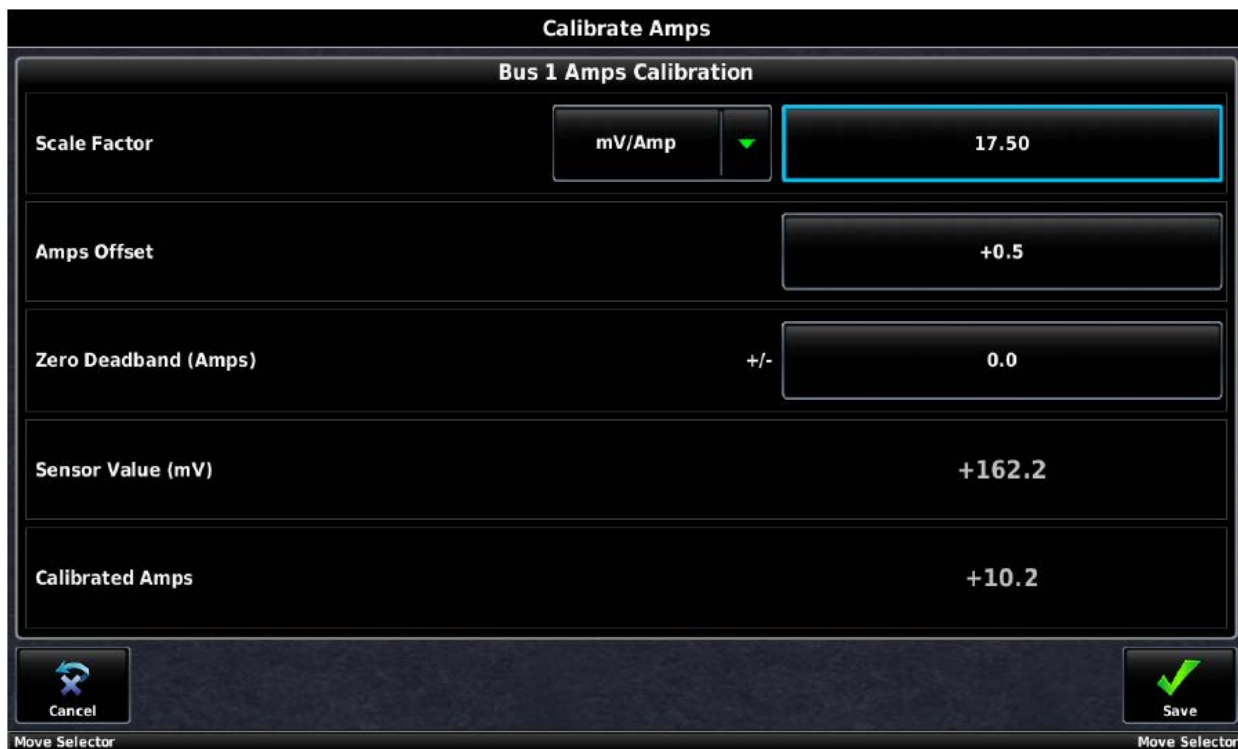 Calibrate Amps
Bus 1 Amps Calibration
Scale Factor mV/Amp 17.50
Amps Offset +0.5
Zero Deadband (Amps) +/- 0.0
Sensor Value (mV) +162.2
Calibrated Amps +10.2
Cancel Save
Move Selector Move Selector